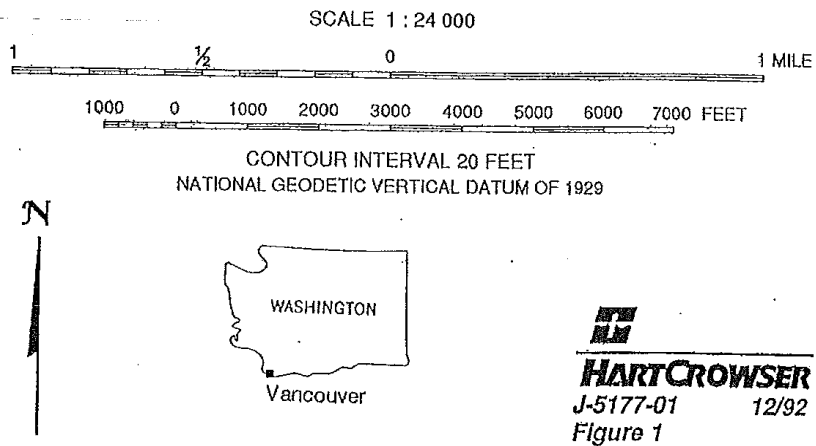 SCALE 1 : 24 000
1 ½ 0 1 MILE
1000 0 1000 2000 3000 4000 5000 6000 7000 FEET
CONTOUR INTERVAL 20 FEET
NATIONAL GEODETIC VERTICAL DATUM OF 1929
N
WASHINGTON
Vancouver
HARTCROWSER
J-5177-01 12/92
Figure 1